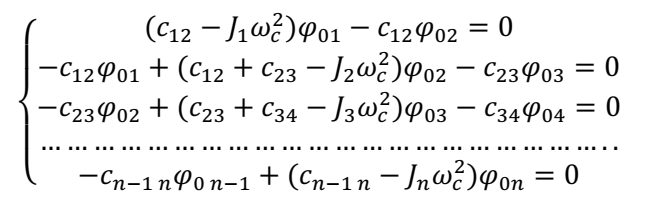 (c₁₂ − J₁ω_c²)φ₀₁ − c₁₂φ₀₂ = 0
−c₁₂φ₀₁ + (c₁₂ + c₂₃ − J₂ω_c²)φ₀₂ − c₂₃φ₀₃ = 0
−c₂₃φ₀₂ + (c₂₃ + c₃₄ − J₃ω_c²)φ₀₃ − c₃₄φ₀₄ = 0
… … … … … … … … … … … … … … … … … … … … … . .
−c_{n−1 n}φ_{0 n−1} + (c_{n−1 n} − J_nω_c²)φ_{0n} = 0